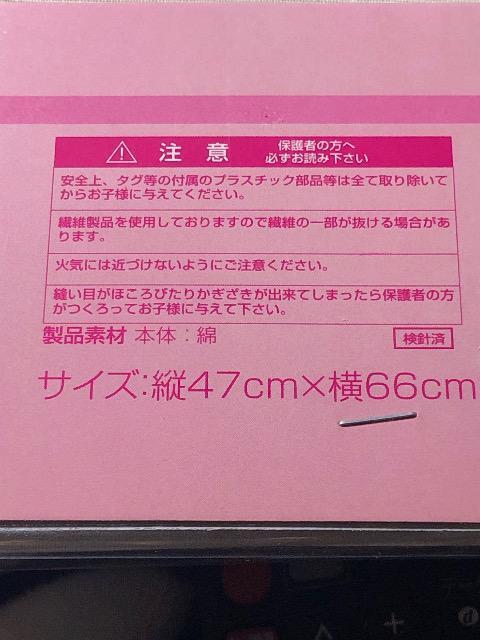 ⚠ 注意 保護者の方へ
必ずお読み下さい
安全上、タグ等の付属のプラスチック部品等は全て取り除いて
からお子様に与えてください。
繊維製品を使用しておりますので繊維の一部が抜ける場合があ
ります。
火気には近づけないようにご注意ください。
縫い目がほころびたりかぎざきが出来てしまったら保護者の方
がつくろってお子様に与えて下さい。
製品素材 本体：綿 検針済
サイズ:縦47cm×横66cm